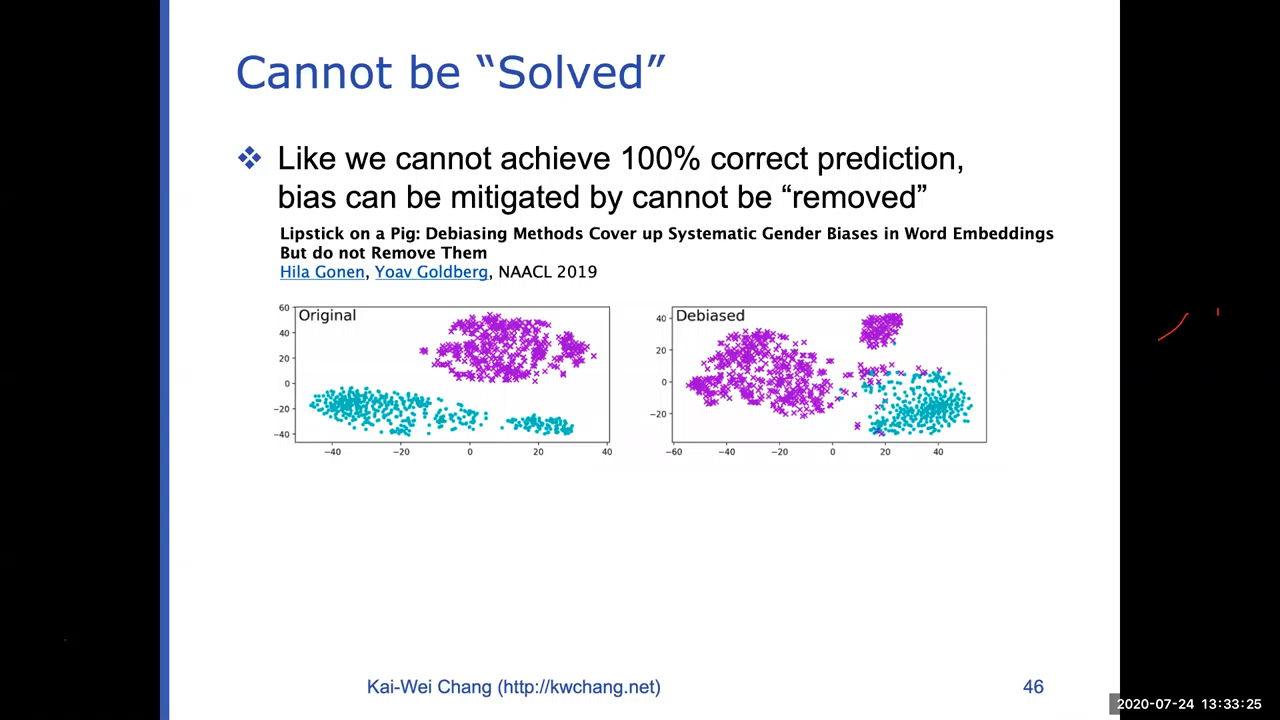 Cannot be “Solved”
Like we cannot achieve 100% correct prediction,
bias can be mitigated by cannot be “removed”
Lipstick on a Pig: Debiasing Methods Cover up Systematic Gender Biases in Word Embeddings
But do not Remove Them
Hila Gonen, Yoav Goldberg, NAACL 2019
Original
60
40
20
0
−20
−40
−40 −20 0 20 40
Debiased
40
20
0
−20
−60 −40 −20 0 20 40
Kai-Wei Chang (http://kwchang.net)
46
2020-07-24 13:33:25